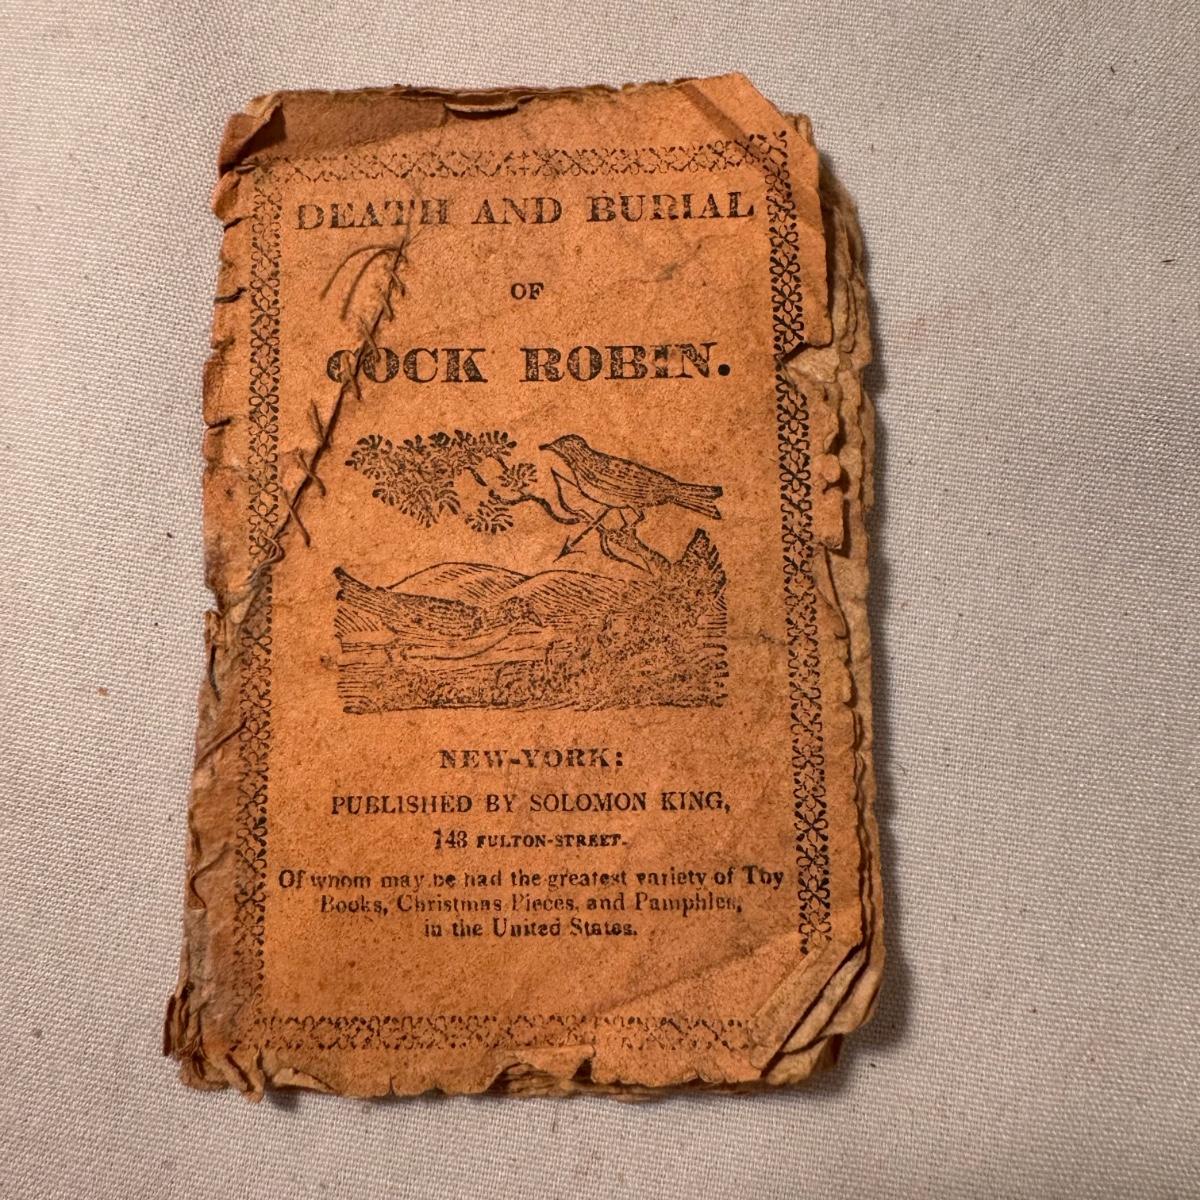 DEATH AND BURIAL
OF
COCK ROBIN.
NEW-YORK:
PUBLISHED BY SOLOMON KING,
148 FULTON-STREET.
Of whom may be had the greatest variety of Toy
Books, Christmas Pieces, and Pamphlets,
in the United States.